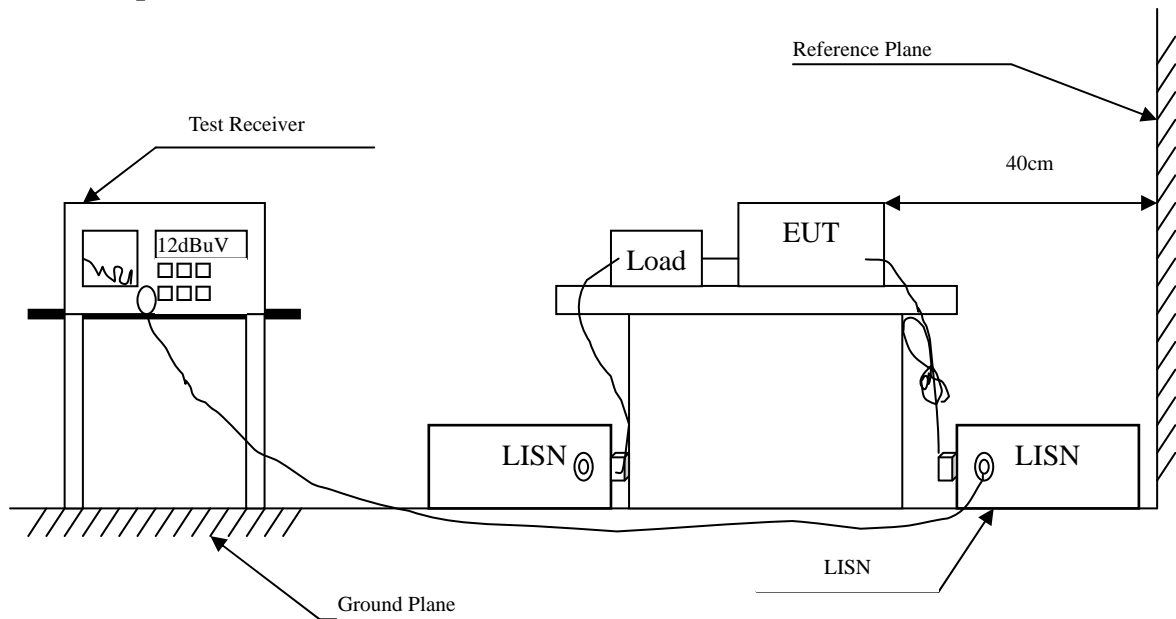 Reference Plane
Test Receiver
40cm
12dBuV
EUT
Load
LISN
LISN
LISN
Ground Plane